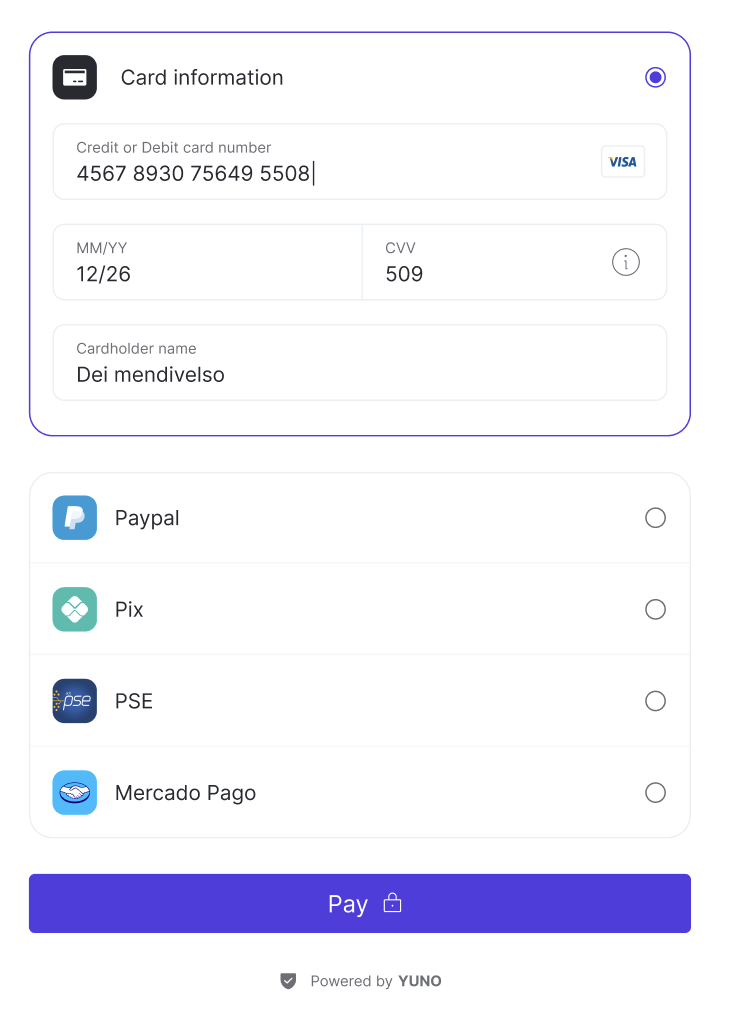 Card information
Credit or Debit card number
4567 8930 75649 5508
VISA
MM/YY
12/26
CVV
509
i
Cardholder name
Dei mendivelso
Paypal
Pix
pse
PSE
Mercado Pago
Pay
Powered by YUNO